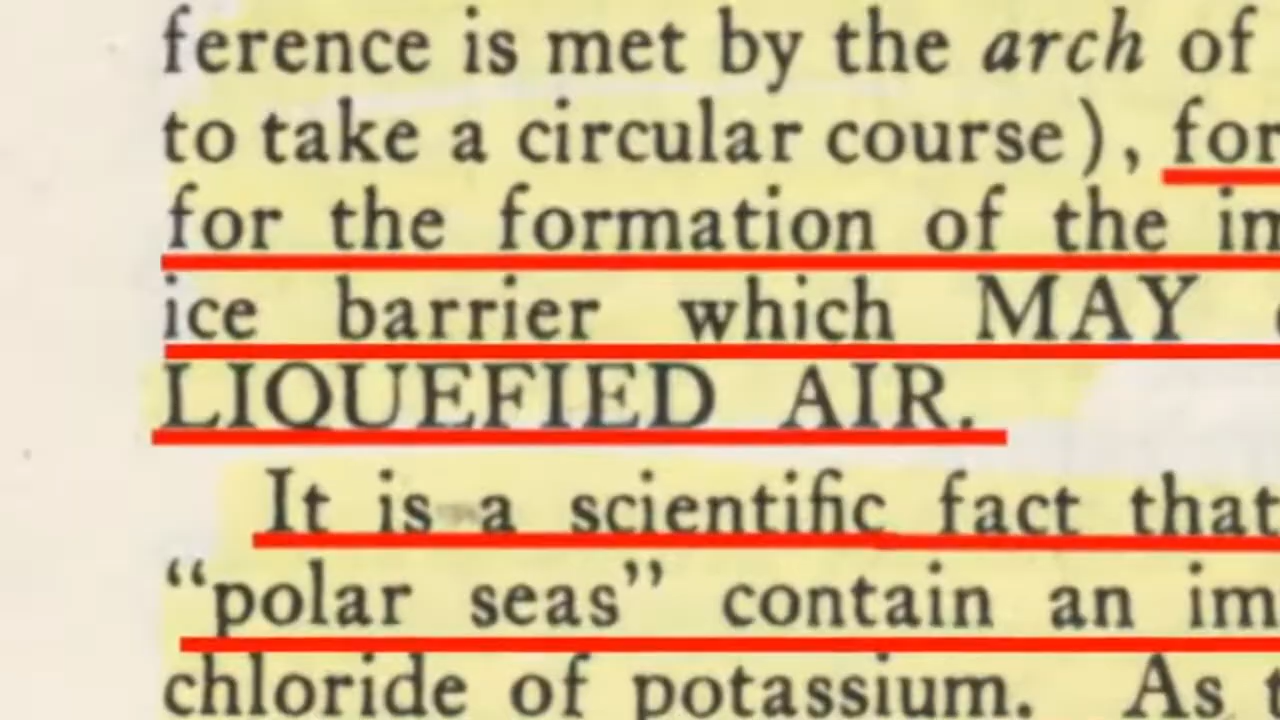 ference is met by the arch of
to take a circular course), for
for the formation of the im
ice barrier which MAY
LIQUEFIED AIR.
It is a scientific fact that
“polar seas” contain an im
chloride of potassium. As t